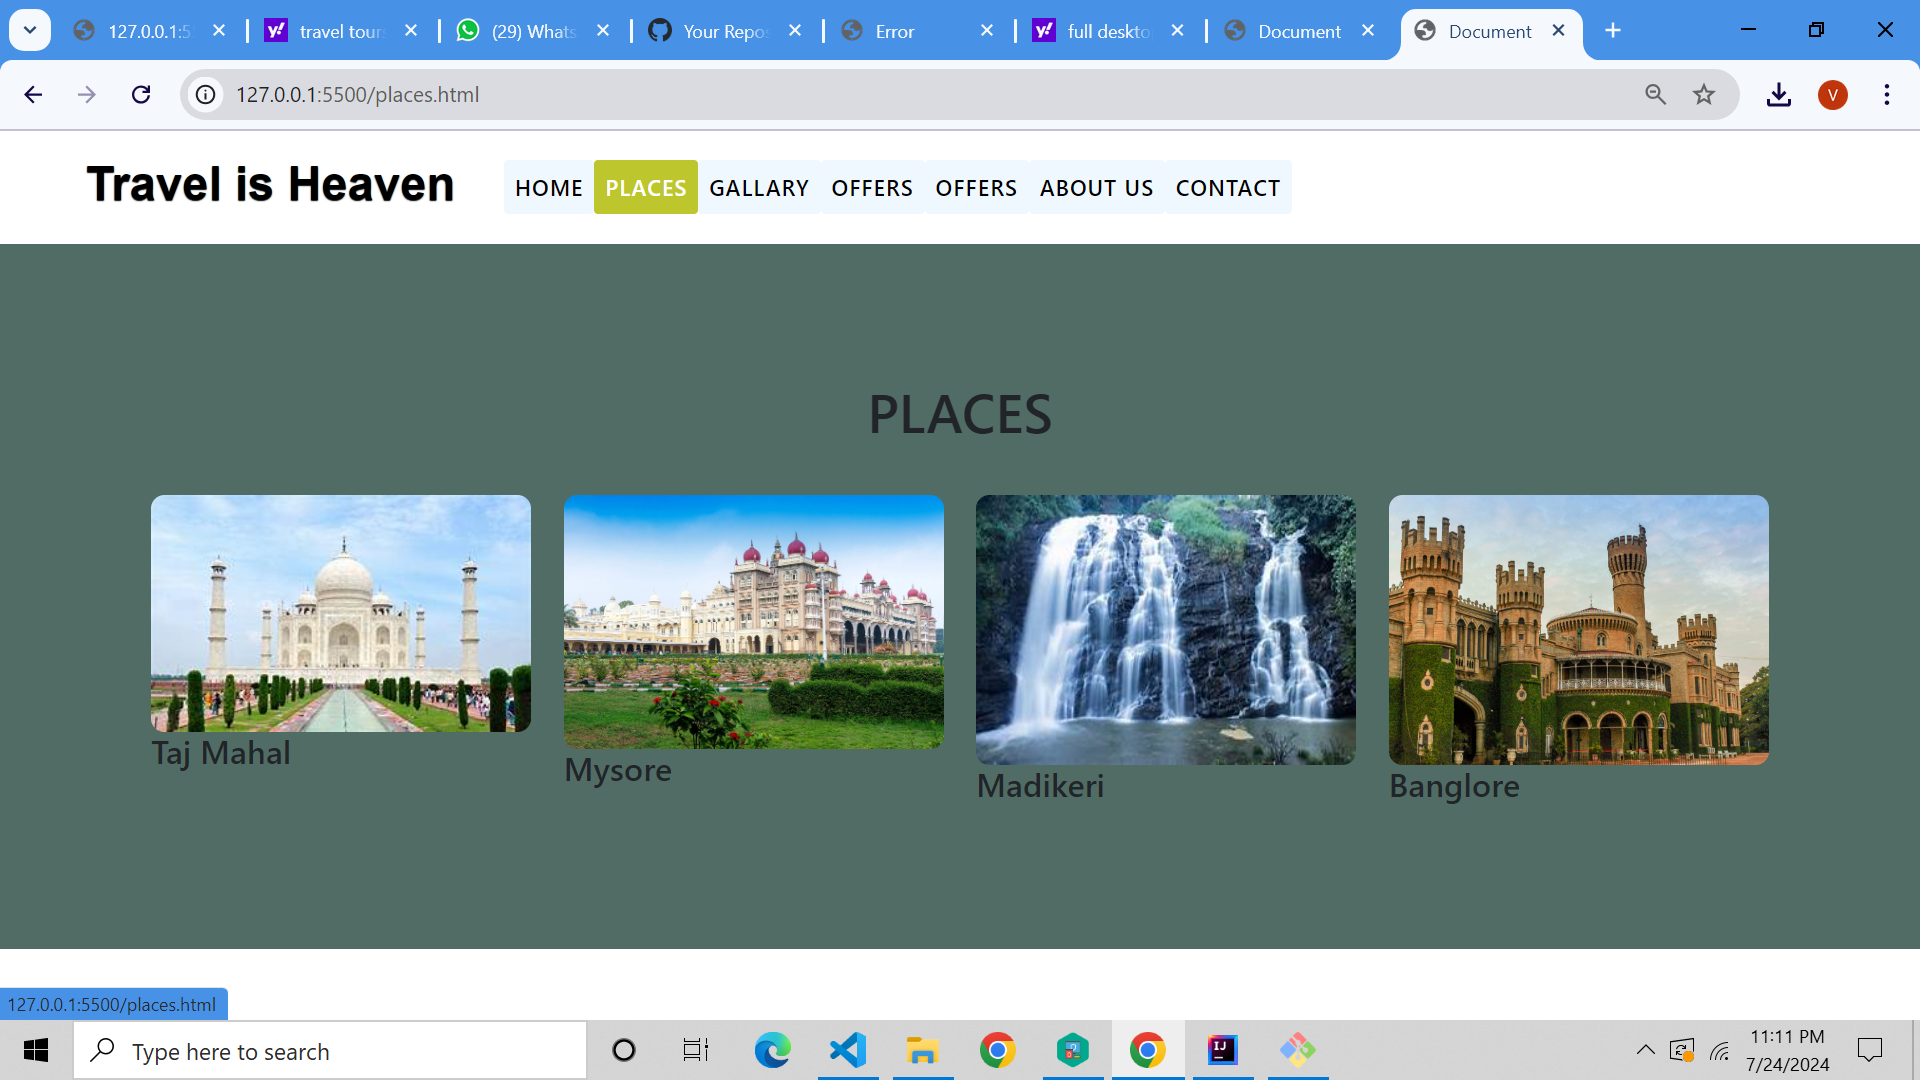 127.0.0.1:5
travel tour
(29) Whats
Your Repos
Error
full deskto
Document
Document
127.0.0.1:5500/places.html
V
Travel is Heaven
HOME
PLACES
GALLARY
OFFERS
OFFERS
ABOUT US
CONTACT
PLACES
Taj Mahal
Mysore
Madikeri
Banglore
127.0.0.1:5500/places.html
Type here to search
IJ
11:11 PM
7/24/2024